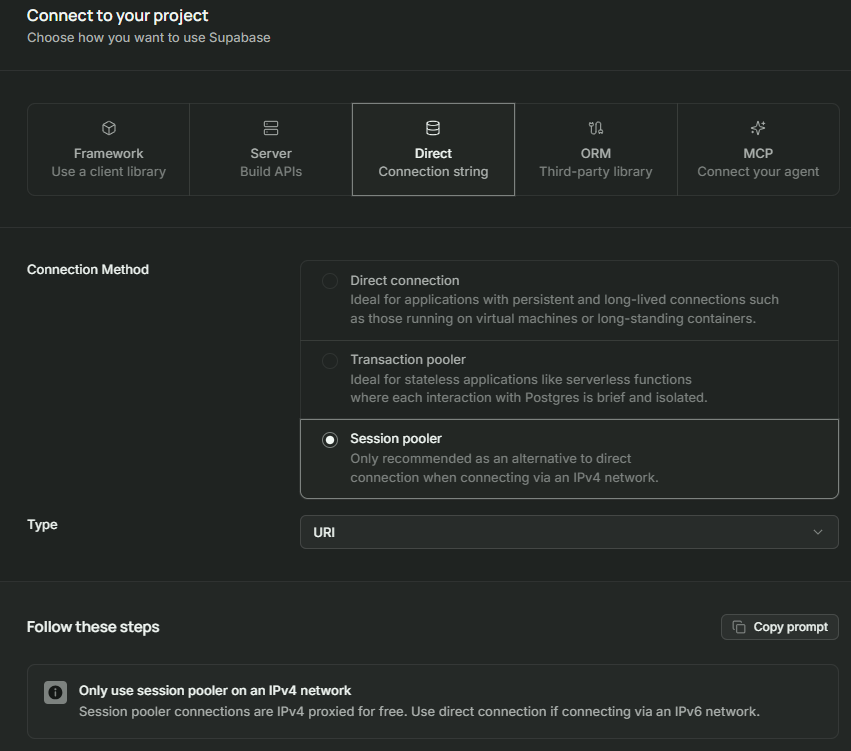 Connect to your project
Choose how you want to use Supabase
Framework
Use a client library
Server
Build APIs
Direct
Connection string
ORM
Third-party library
MCP
Connect your agent
Connection Method
Direct connection
Ideal for applications with persistent and long-lived connections such
as those running on virtual machines or long-standing containers.
Transaction pooler
Ideal for stateless applications like serverless functions
where each interaction with Postgres is brief and isolated.
Session pooler
Only recommended as an alternative to direct
connection when connecting via an IPv4 network.
Type
URI
Follow these steps
Copy prompt
Only use session pooler on an IPv4 network
Session pooler connections are IPv4 proxied for free. Use direct connection if connecting via an IPv6 network.